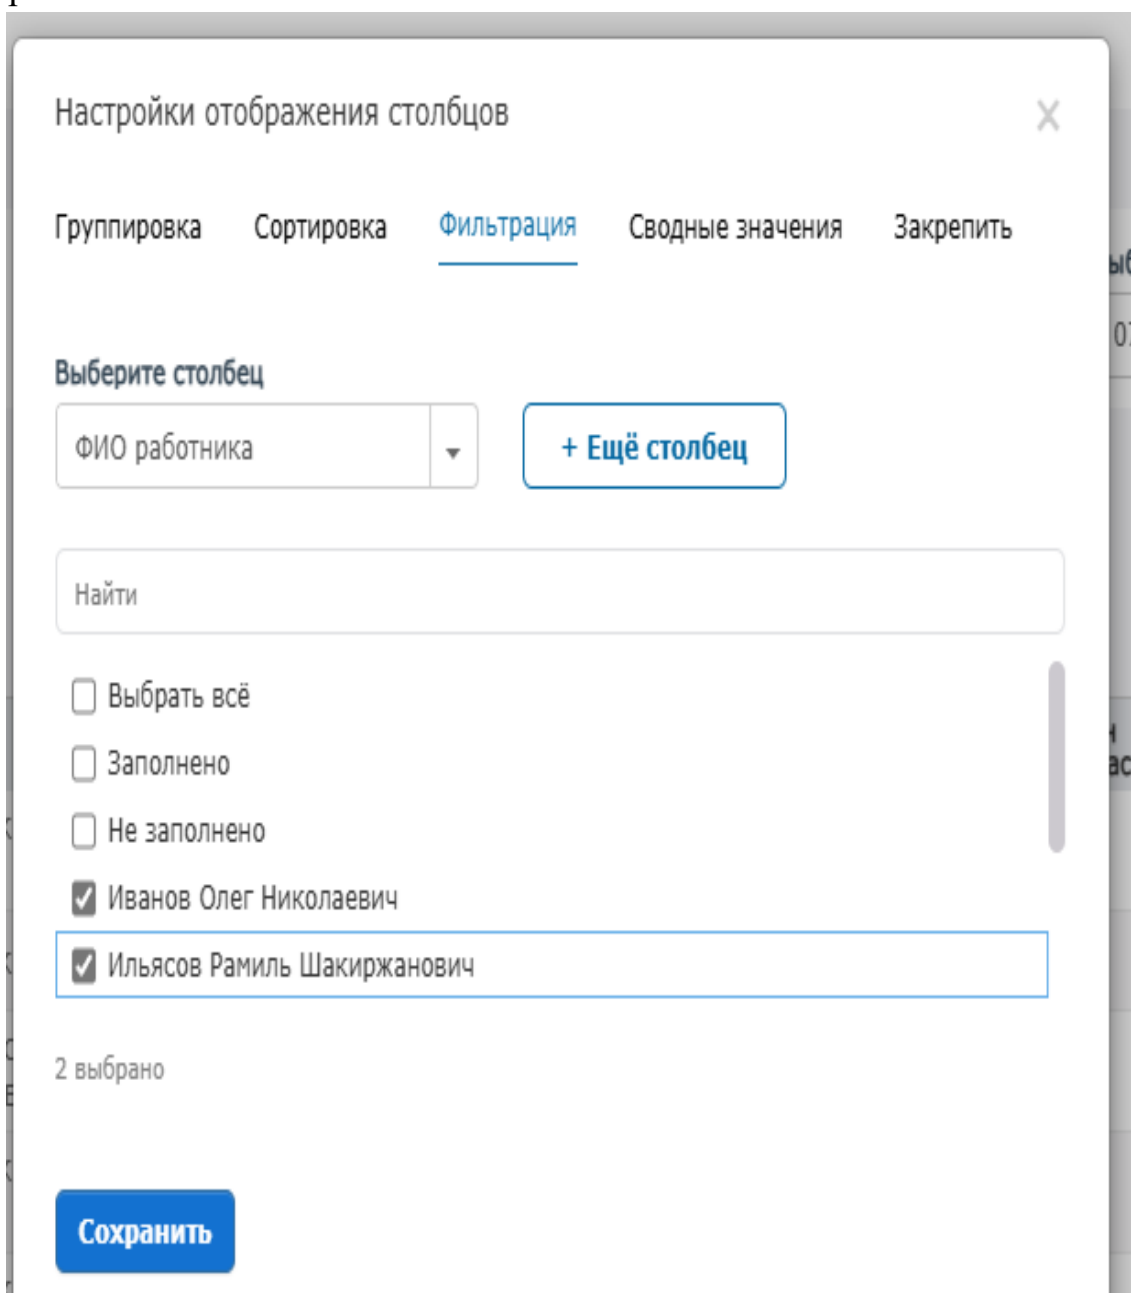 Настройки отображения столбцов
Группировка Сортировка Фильтрация Сводные значения Закрепить
Выберите столбец
07
ФИО работника + Ещё столбец
Найти
Выбрать всё
Заполнено
Не заполнено
Иванов Олег Николаевич
Ильясов Рамиль Шакиржанович
2 выбрано
Сохранить